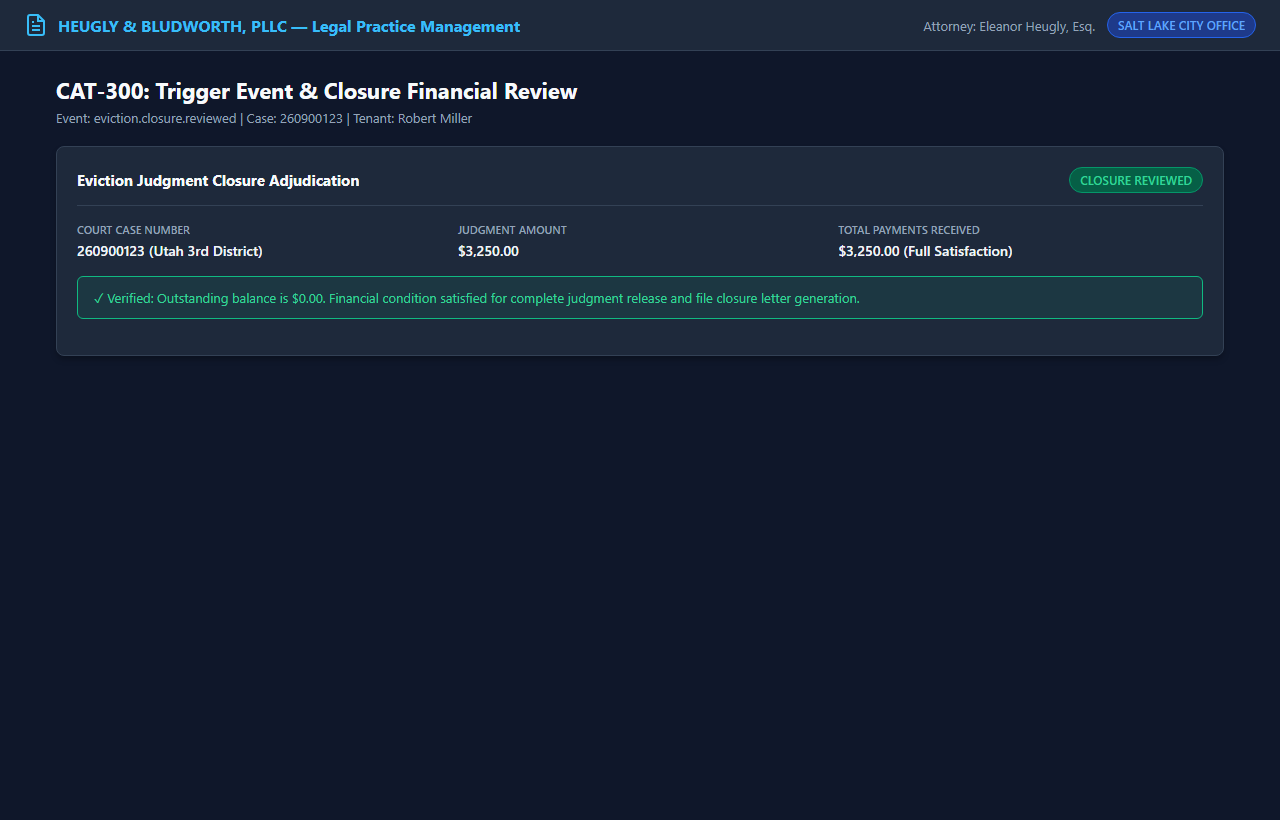 HEUGLY & BLUDWORTH, PLLC — Legal Practice Management
Attorney: Eleanor Heugly, Esq.
SALT LAKE CITY OFFICE
CAT-300: Trigger Event & Closure Financial Review
Event: eviction.closure.reviewed | Case: 260900123 | Tenant: Robert Miller
Eviction Judgment Closure Adjudication
CLOSURE REVIEWED
COURT CASE NUMBER
260900123 (Utah 3rd District)
JUDGMENT AMOUNT
$3,250.00
TOTAL PAYMENTS RECEIVED
$3,250.00 (Full Satisfaction)
✓ Verified: Outstanding balance is $0.00. Financial condition satisfied for complete judgment release and file closure letter generation.